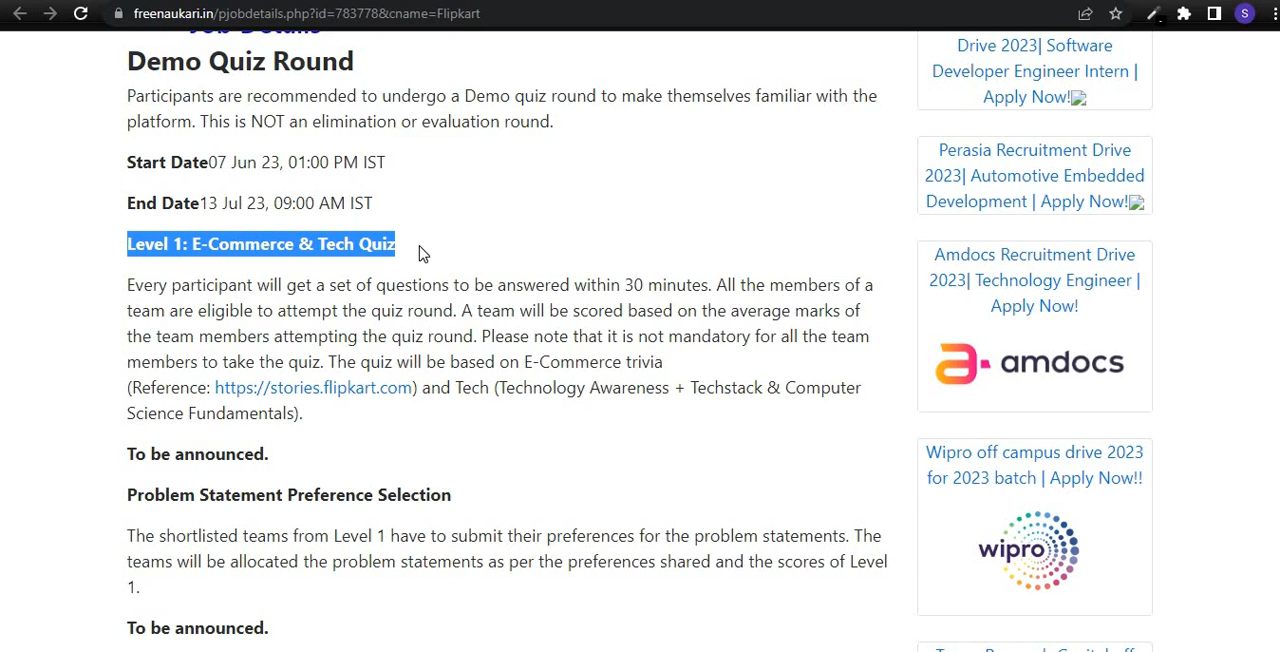 freenaukari.in/pjobdetails.php?id=783778&cname=Flipkart
S
Job Details
Demo Quiz Round
Participants are recommended to undergo a Demo quiz round to make themselves familiar with the
platform. This is NOT an elimination or evaluation round.
Start Date07 Jun 23, 01:00 PM IST
End Date13 Jul 23, 09:00 AM IST
Level 1: E-Commerce & Tech Quiz
Every participant will get a set of questions to be answered within 30 minutes. All the members of a
team are eligible to attempt the quiz round. A team will be scored based on the average marks of
the team members attempting the quiz round. Please note that it is not mandatory for all the team
members to take the quiz. The quiz will be based on E-Commerce trivia
(Reference: https://stories.flipkart.com) and Tech (Technology Awareness + Techstack & Computer
Science Fundamentals).
To be announced.
Problem Statement Preference Selection
The shortlisted teams from Level 1 have to submit their preferences for the problem statements. The
teams will be allocated the problem statements as per the preferences shared and the scores of Level
1.
To be announced.
Drive 2023| Software
Developer Engineer Intern |
Apply Now!
Perasia Recruitment Drive
2023| Automotive Embedded
Development | Apply Now!
Amdocs Recruitment Drive
2023| Technology Engineer |
Apply Now!
amdocs
Wipro off campus drive 2023
for 2023 batch | Apply Now!!
wipro